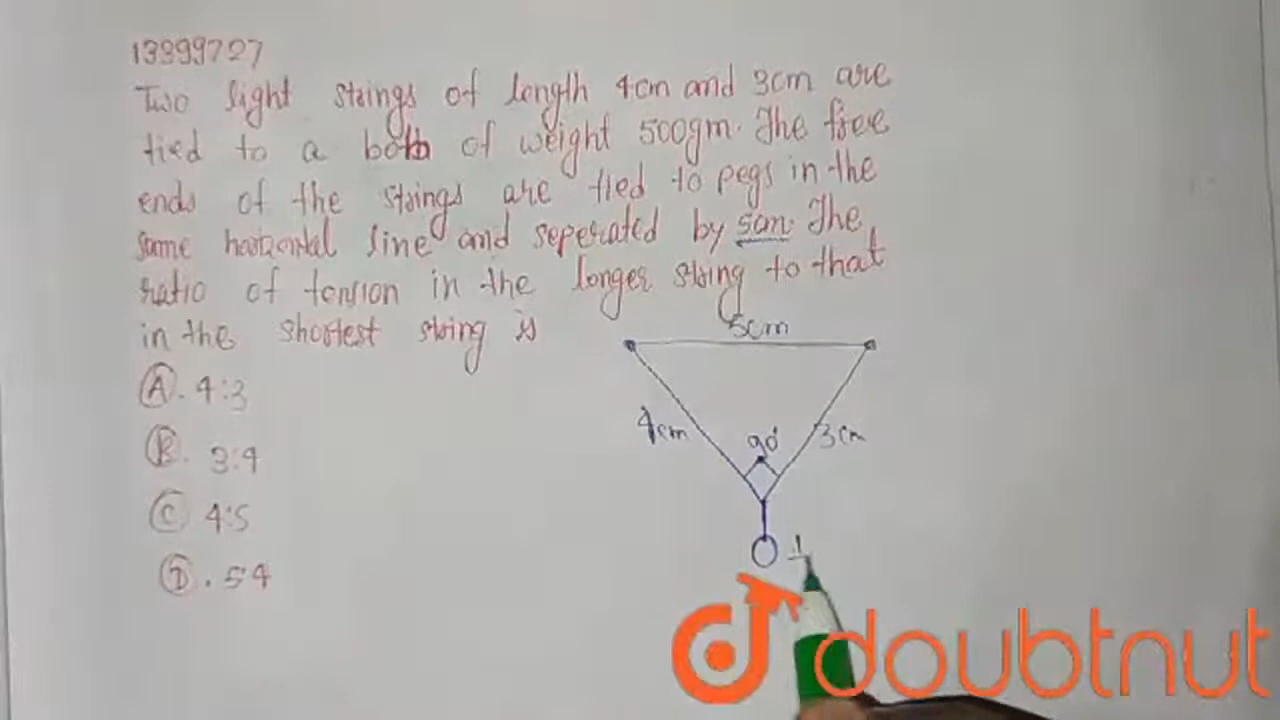 13399727
Two light strings of length 4cm and 3cm are
tied to a bob of weight 500gm. The free
ends of the strings are tied to pegs in the
same horizontal line and seperated by 5cm. The
ratio of tension in the longer string to that
in the shortest string is
5cm
(A). 4:3
4cm
90°
3cm
(B). 3:4
(C) 4:5
1
(D). 5:4
doubtnut